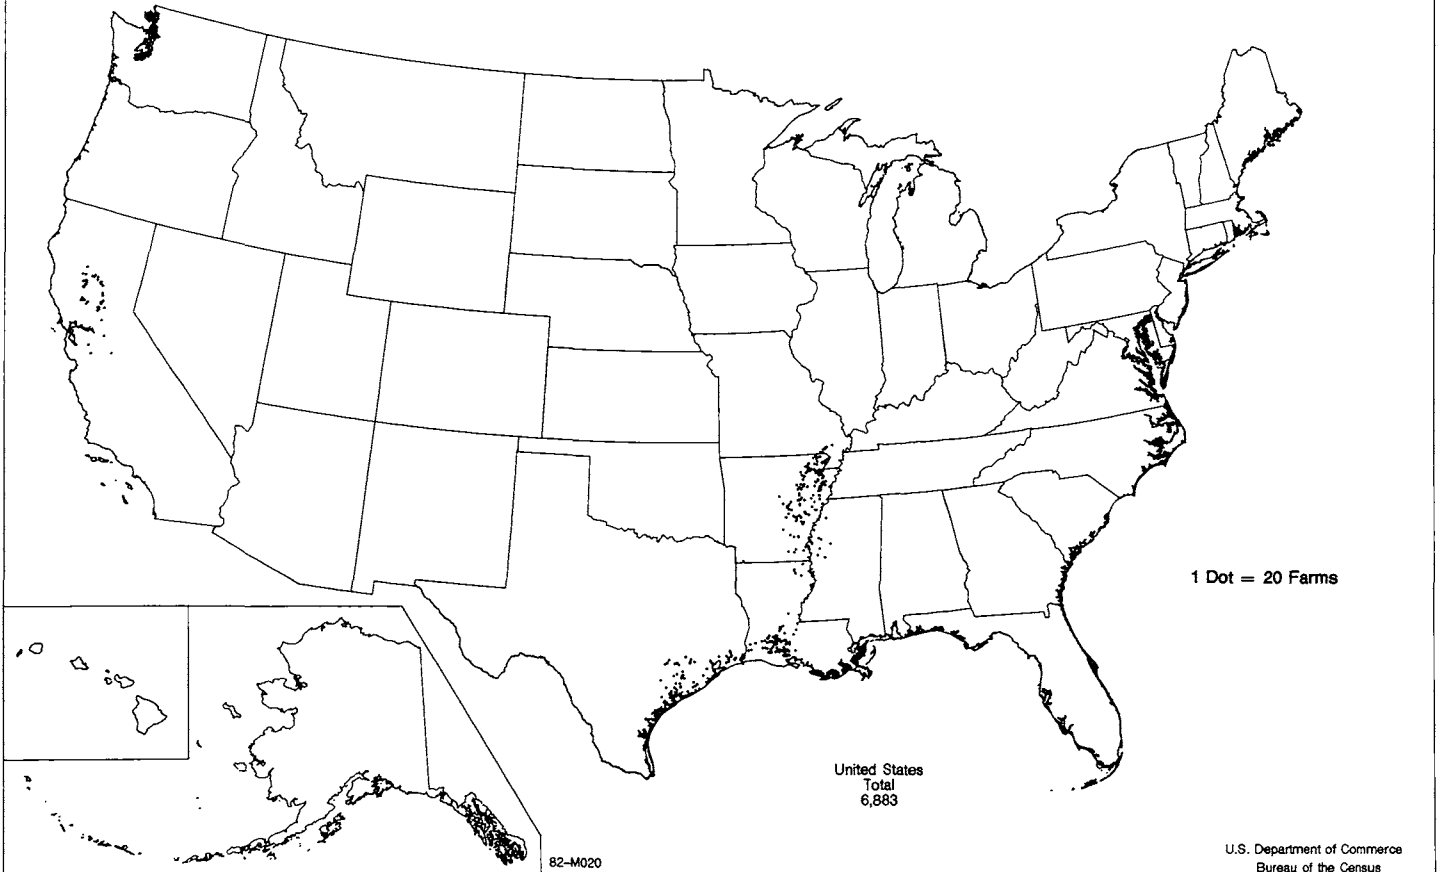 1 Dot = 20 Farms
United States
Total
6,883
82-M020
U.S. Department of Commerce
Bureau of the Census